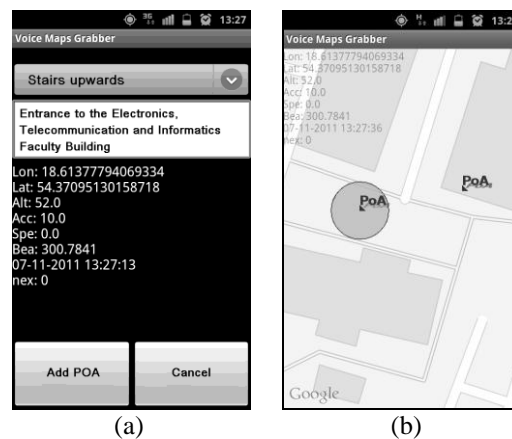 3G
13:27
Voice Maps Grabber
Stairs upwards
Entrance to the Electronics,
Telecommunication and Informatics
Faculty Building
Lon: 18.61377794069334
Lat: 54.37095130158718
Alt: 52.0
Acc: 10.0
Spe: 0.0
Bea: 300.7841
07-11-2011 13:27:13
nex: 0
Add POA
Cancel
(a)
H
13:2
Voice Maps Grabber
Lon: 18.61377794069334
Lat: 54.37095130158718
Alt: 52.0
Acc: 10.0
Spe: 0.0
Bea: 300.7841
07-11-2011 13:27:36
nex: 0
PoA
PoA
Google
(b)